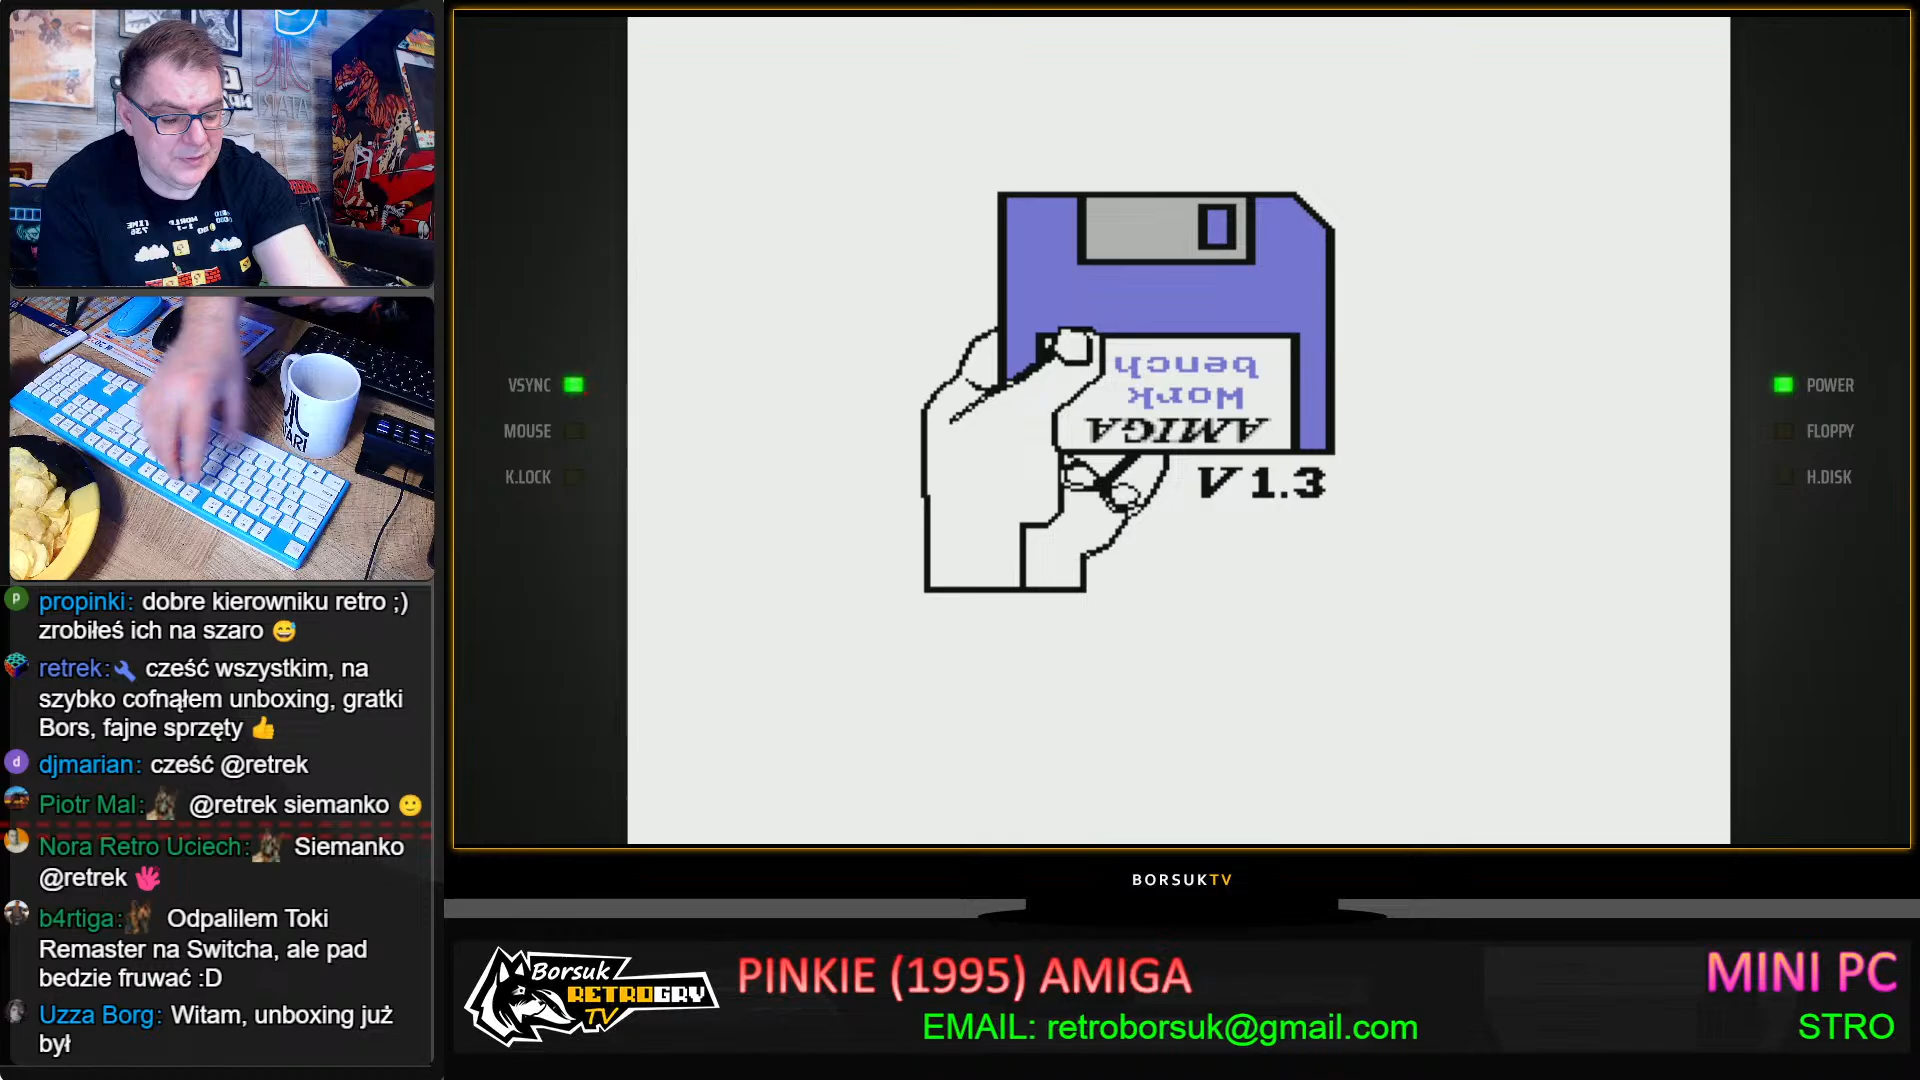 propinki: dobre kierowniku retro ;)
zrobiłeś ich na szaro 😅
retrek: cześć wszystkim, na
szybko cofnąłem unboxing, gratki
Bors, fajne sprzęty 👍
djmarian: cześć @retrek
Piotr Mal: @retrek siemanko 🙂
Nora Retro Uciech: Siemanko
@retrek
b4rtiga: Odpalilem Toki
Remaster na Switcha, ale pad
bedzie fruwać :D
Uzza Borg: Witam, unboxing już
był
VSYNC
MOUSE
K.LOCK
AMIGA
Work
bench
V1.3
POWER
FLOPPY
H.DISK
BORSUKTV
Borsuk
RETROGRY
TV
PINKIE (1995) AMIGA
EMAIL: retroborsuk@gmail.com
MINI PC
STRO
ATARI
ATARI